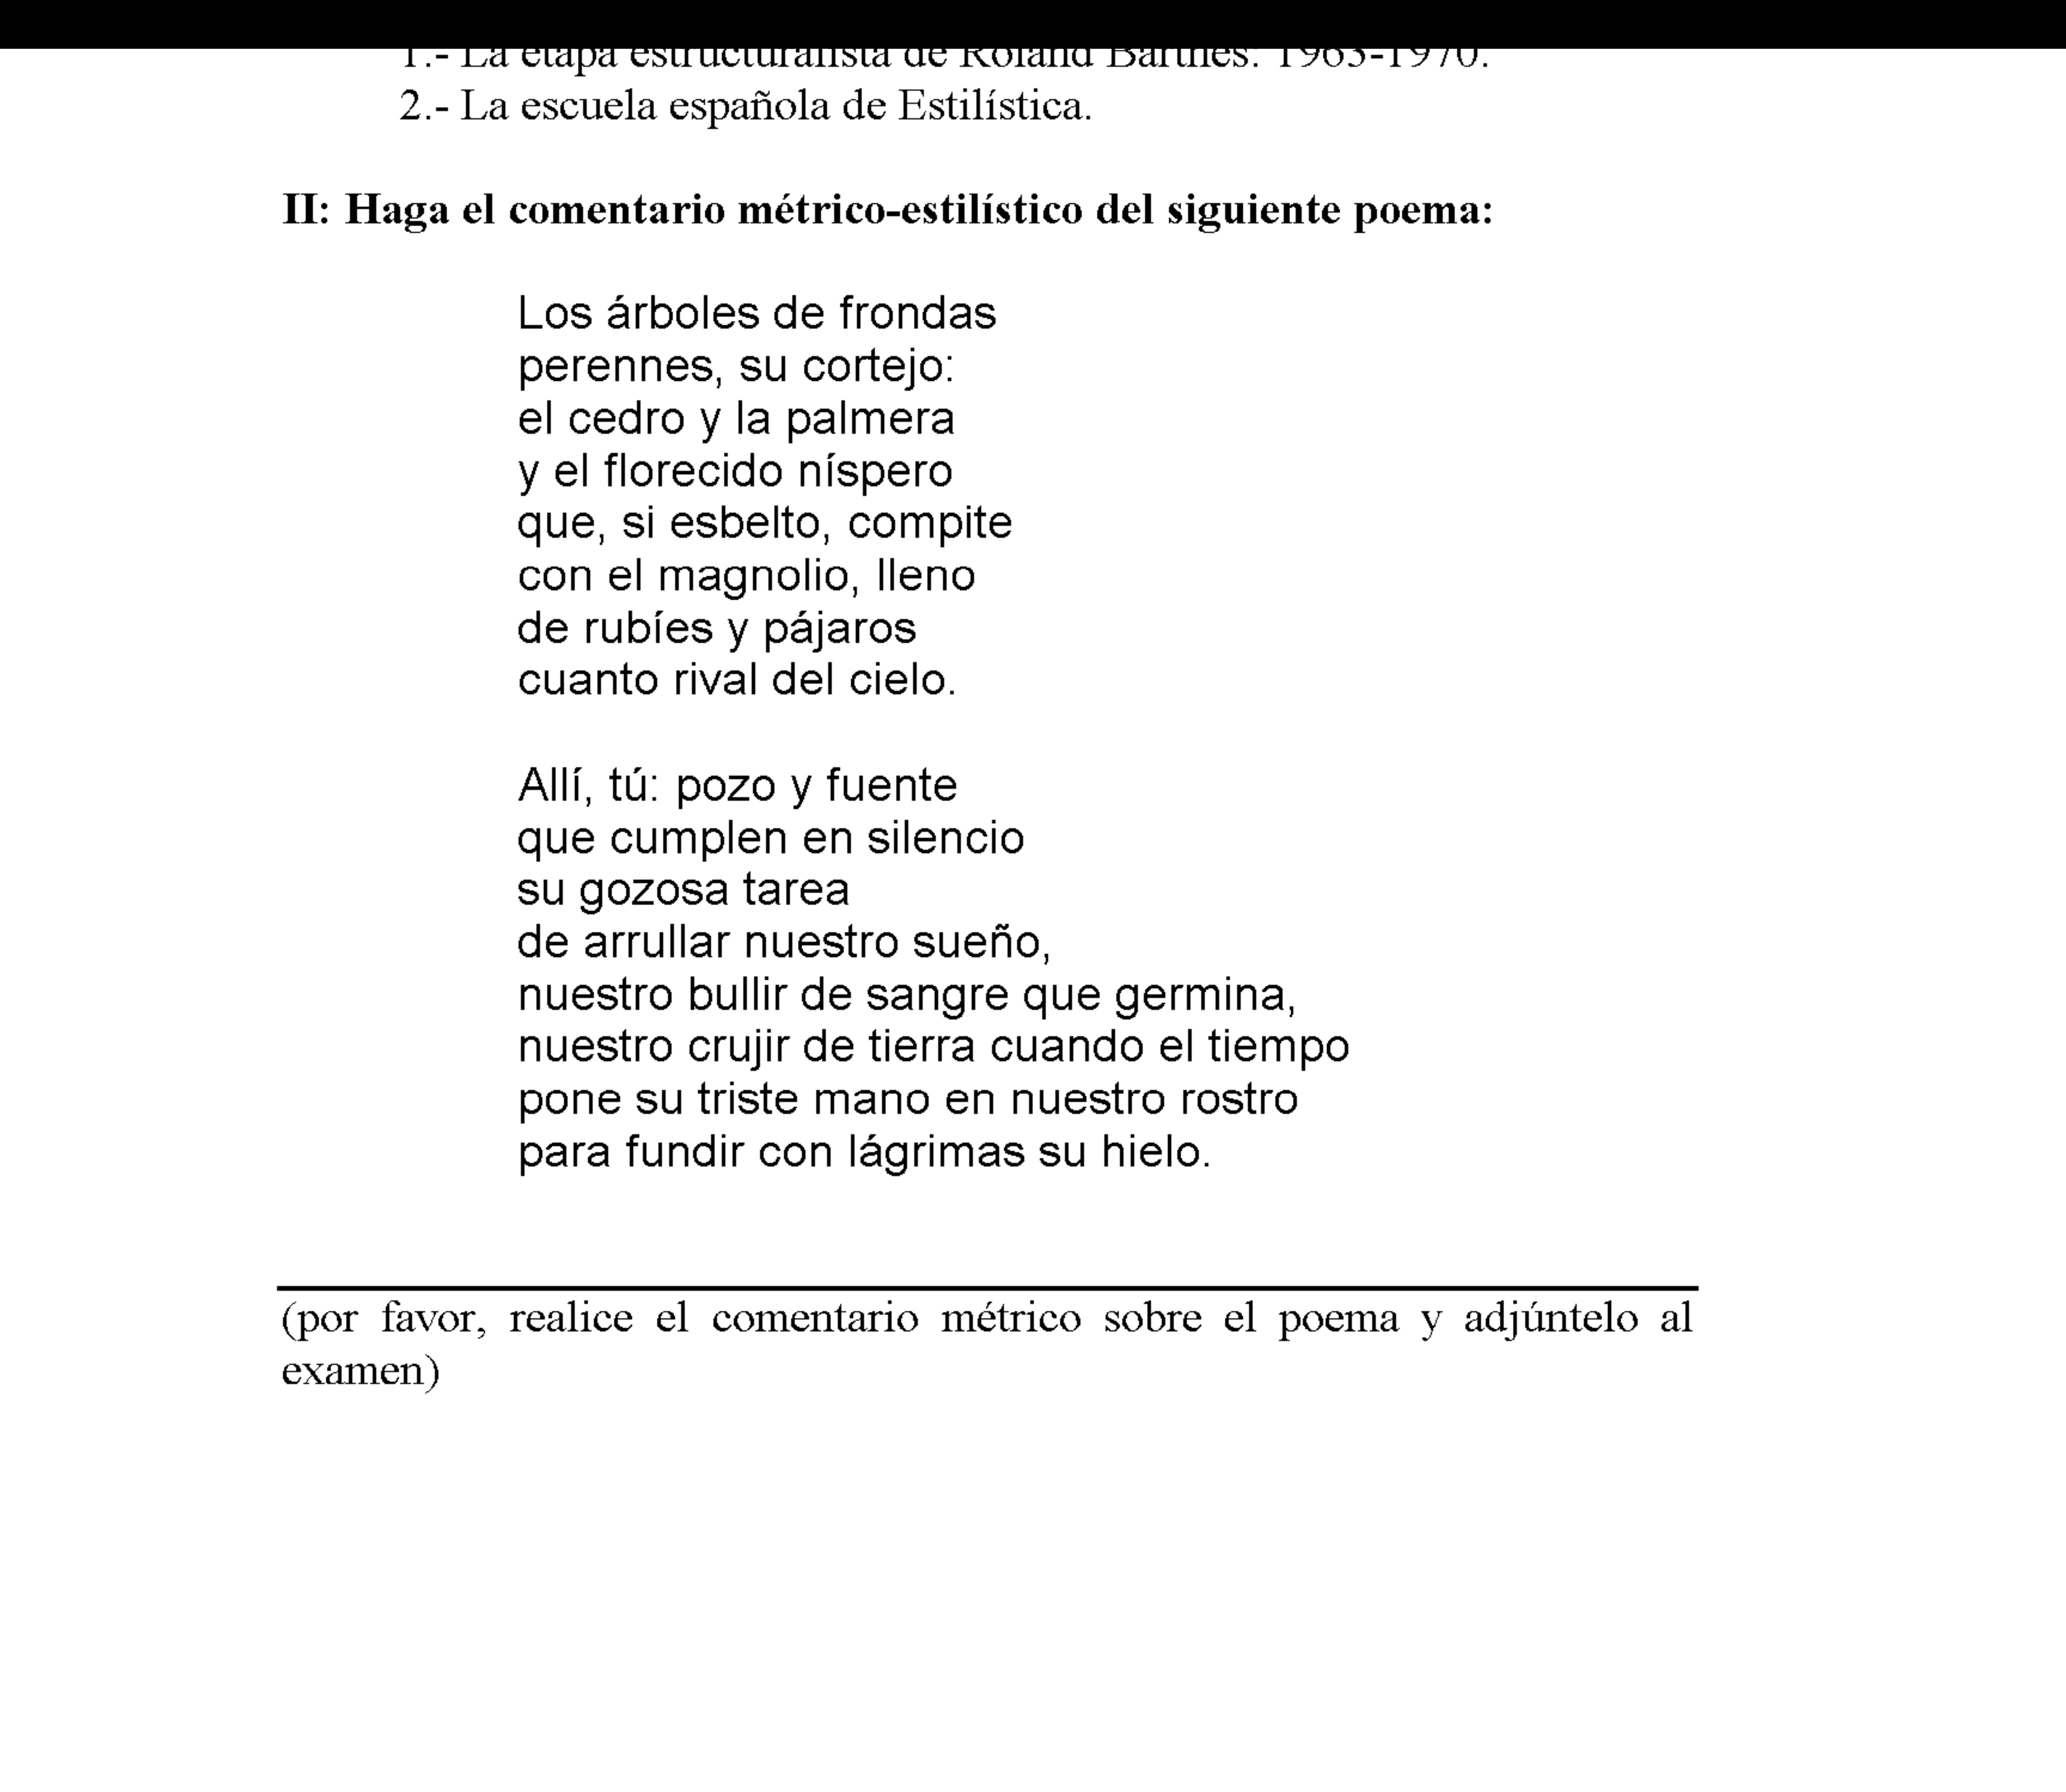 1.- La etapa estructuralista de Roland Barthes: 1963-1970.
2.- La escuela española de Estilística.
II: Haga el comentario métrico-estilístico del siguiente poema:
Los árboles de frondas
perennes, su cortejo:
el cedro y la palmera
y el florecido níspero
que, si esbelto, compite
con el magnolio, lleno
de rubíes y pájaros
cuanto rival del cielo.
Allí, tú: pozo y fuente
que cumplen en silencio
su gozosa tarea
de arrullar nuestro sueño,
nuestro bullir de sangre que germina,
nuestro crujir de tierra cuando el tiempo
pone su triste mano en nuestro rostro
para fundir con lágrimas su hielo.
(por favor, realice el comentario métrico sobre el poema y adjúntelo al
examen)